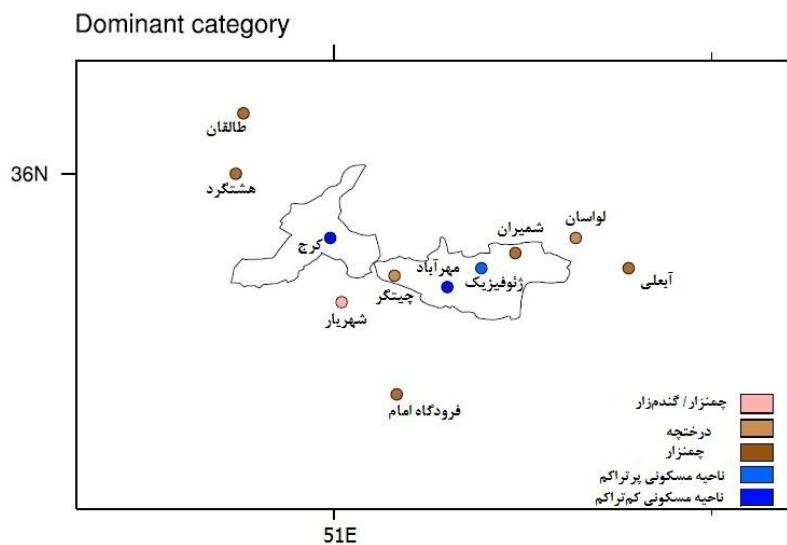 Dominant category
طالقان
36N
هشتگرد
لواسان
شمیران
کرج
مهرآباد
ژئوفیزیک
آبعلی
چیتگر
شهریار
فرودگاه امام
چمنزار/ گندم‌زار
درختچه
چمنزار
ناحیه مسکونی پرتراکم
ناحیه مسکونی کم‌تراکم
51E